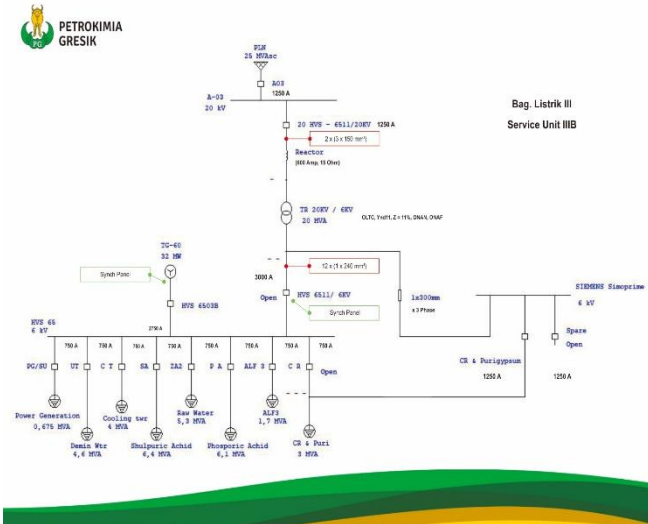 PETROKIMIA
GRESIK
PG
PLN
25 MVAsc
A03
1250 A
A-03
20 kV
Bag. Listrik III
Service Unit IIIB
20 HVS - 6511/20KV 1250 A
2 x (3 x 150 mm²)
Reactor
TR 20KV / 6KV
20 MVA
OLTC, Ynd11, Z = 11%, ONAN, ONAF
TG-60
32 MW
Synch Panel
12 x (1 x 240 mm²)
3000 A
Open
HVS 6511/ 6KV
Synch Panel
HVS 6503B
1x300mm
x 3 Phase
SIEMENS Simoprime
6 kV
Spare
Open
CR & Purigypsum
1250 A
1250 A
HVS 65
6 kV
3750 A
750 A
750 A
750 A
750 A
750 A
750 A
750 A
750 A
PG/SU
UT
C T
SA
ZA2
P A
ALF 3
C R
Open
Power Generation
0,675 MVA
Demin Wtr
4,6 MVA
Cooling twr
4 MVA
Shulpuric Achid
6,4 MVA
Raw Water
5,3 MVA
Phosporic Achid
6,1 MVA
ALF3
1,7 MVA
CR & Puri
3 MVA